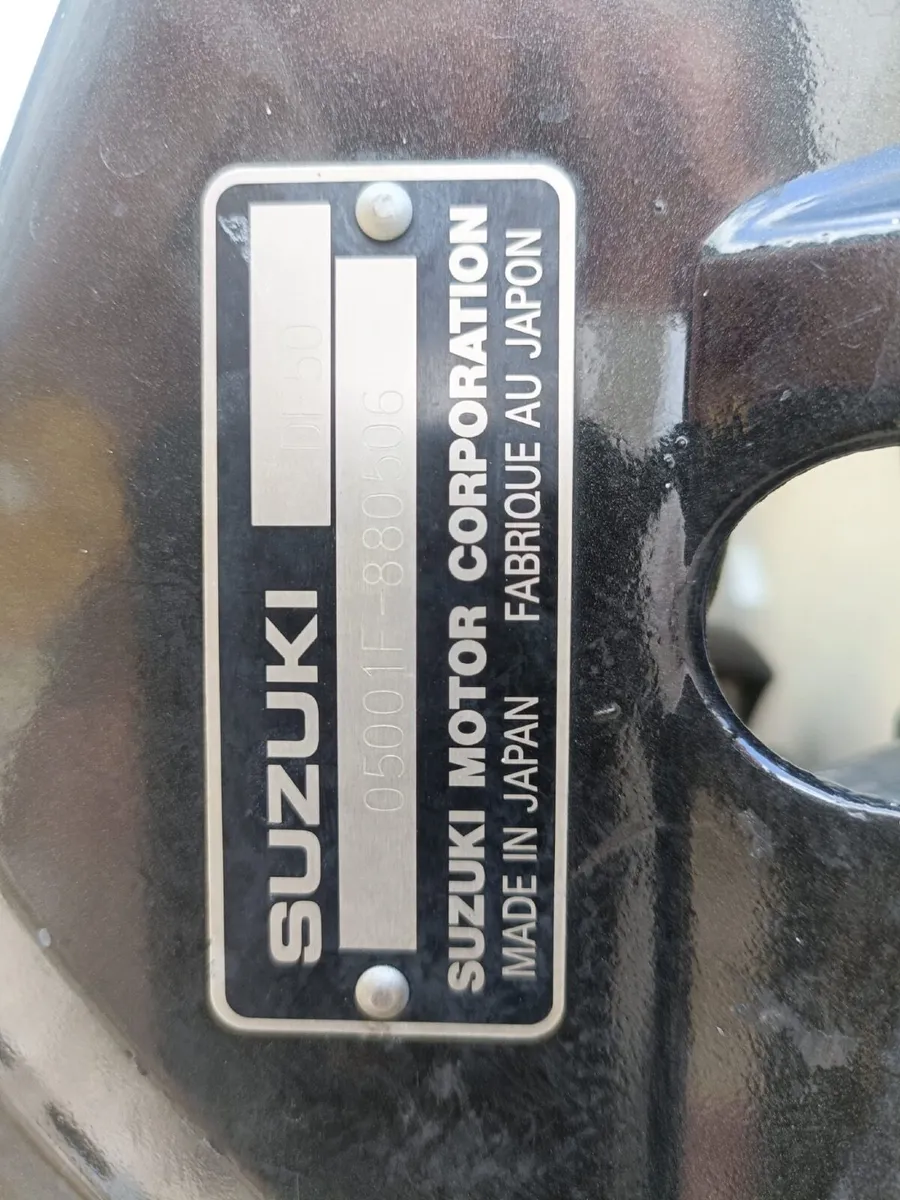 SUZUKI DF50
05001F-880506
SUZUKI MOTOR CORPORATION
MADE IN JAPAN FABRIQUE AU JAPON